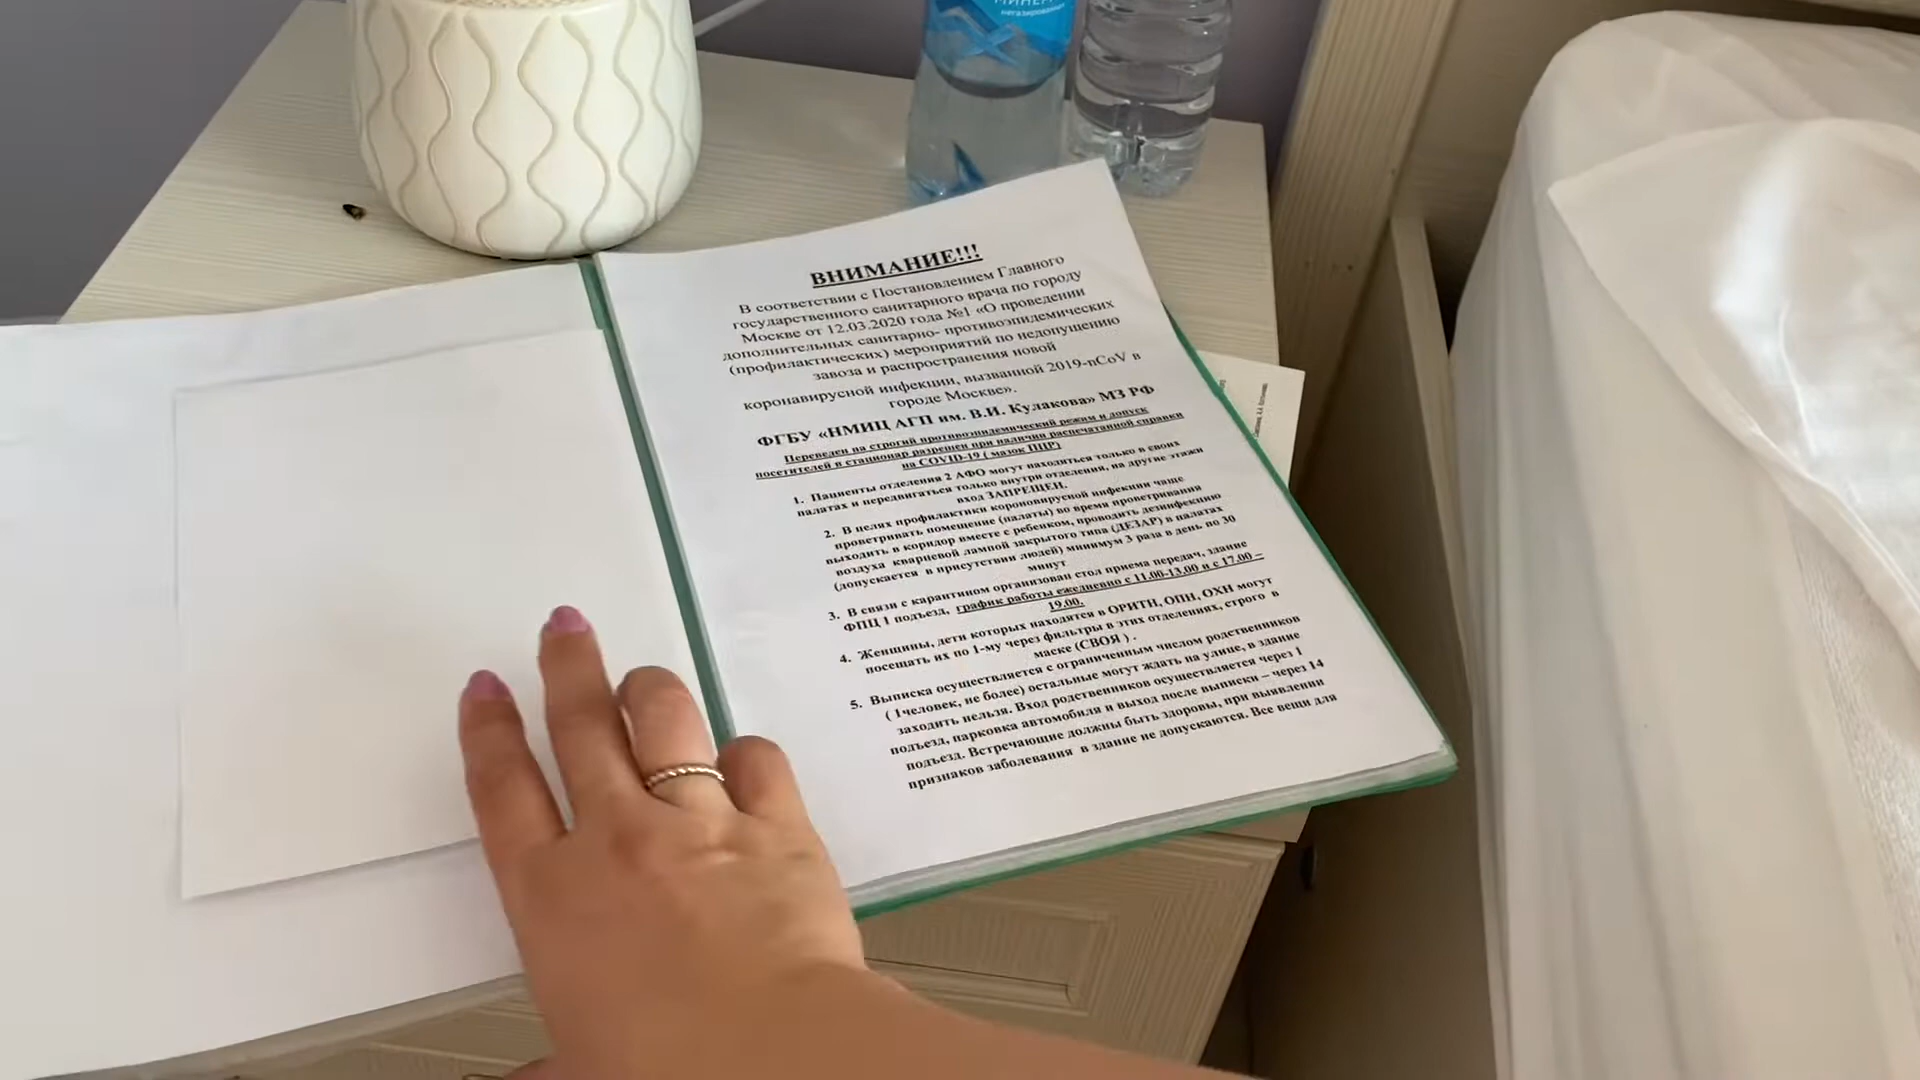 МИНЕРА
негазированная
ВНИМАНИЕ!!!
В соответствии с Постановлением Главного
государственного санитарного врача по городу
Москве от 12.03.2020 года №1 «О проведении
дополнительных санитарно- противоэпидемических
(профилактических) мероприятий по недопущению
завоза и распространения новой
коронавирусной инфекции, вызванной 2019-nCoV в
городе Москве».
ФГБУ «НМИЦ АГП им. В.И. Кулакова» МЗ РФ
Переведен на строгий противоэпидемический режим и допуск
посетителей в стационар разрешен при наличии распечатанной справки
на COVID-19 ( мазок ПЦР)
1. Пациенты отделения 2 АФО могут находиться только в своих
палатах и передвигаться только внутри отделения, на другие этажи
вход ЗАПРЕЩЕН.
2. В целях профилактики короновирусной инфекции чаще
проветривать помещение (палаты) во время проветривания
выходить в коридор вместе с ребенком, проводить дезинфекцию
воздуха кварцевой лампой закрытого типа (ДЕЗАР) в палатах
(допускается в присутствии людей) минимум 3 раза в день по 30
минут
3. В связи с карантином организован стол приема передач, здание
ФПЦ 1 подъезд, график работы ежедневно с 11.00-13.00 и с 17.00 –
19.00.
4. Женщины, дети которых находятся в ОРИТН, ОПН, ОХН могут
посещать их по 1-му через фильтры в этих отделениях, строго в
маске (СВОЯ ) .
5. Выписка осуществляется с ограниченным числом родственников
( 1человек, не более) остальные могут ждать на улице, в здание
заходить нельзя. Вход родственников осуществляется через 1
подъезд, парковка автомобиля и выход после выписки – через 14
подъезд. Встречающие должны быть здоровы, при выявлении
признаков заболевания в здание не допускаются. Все вещи для